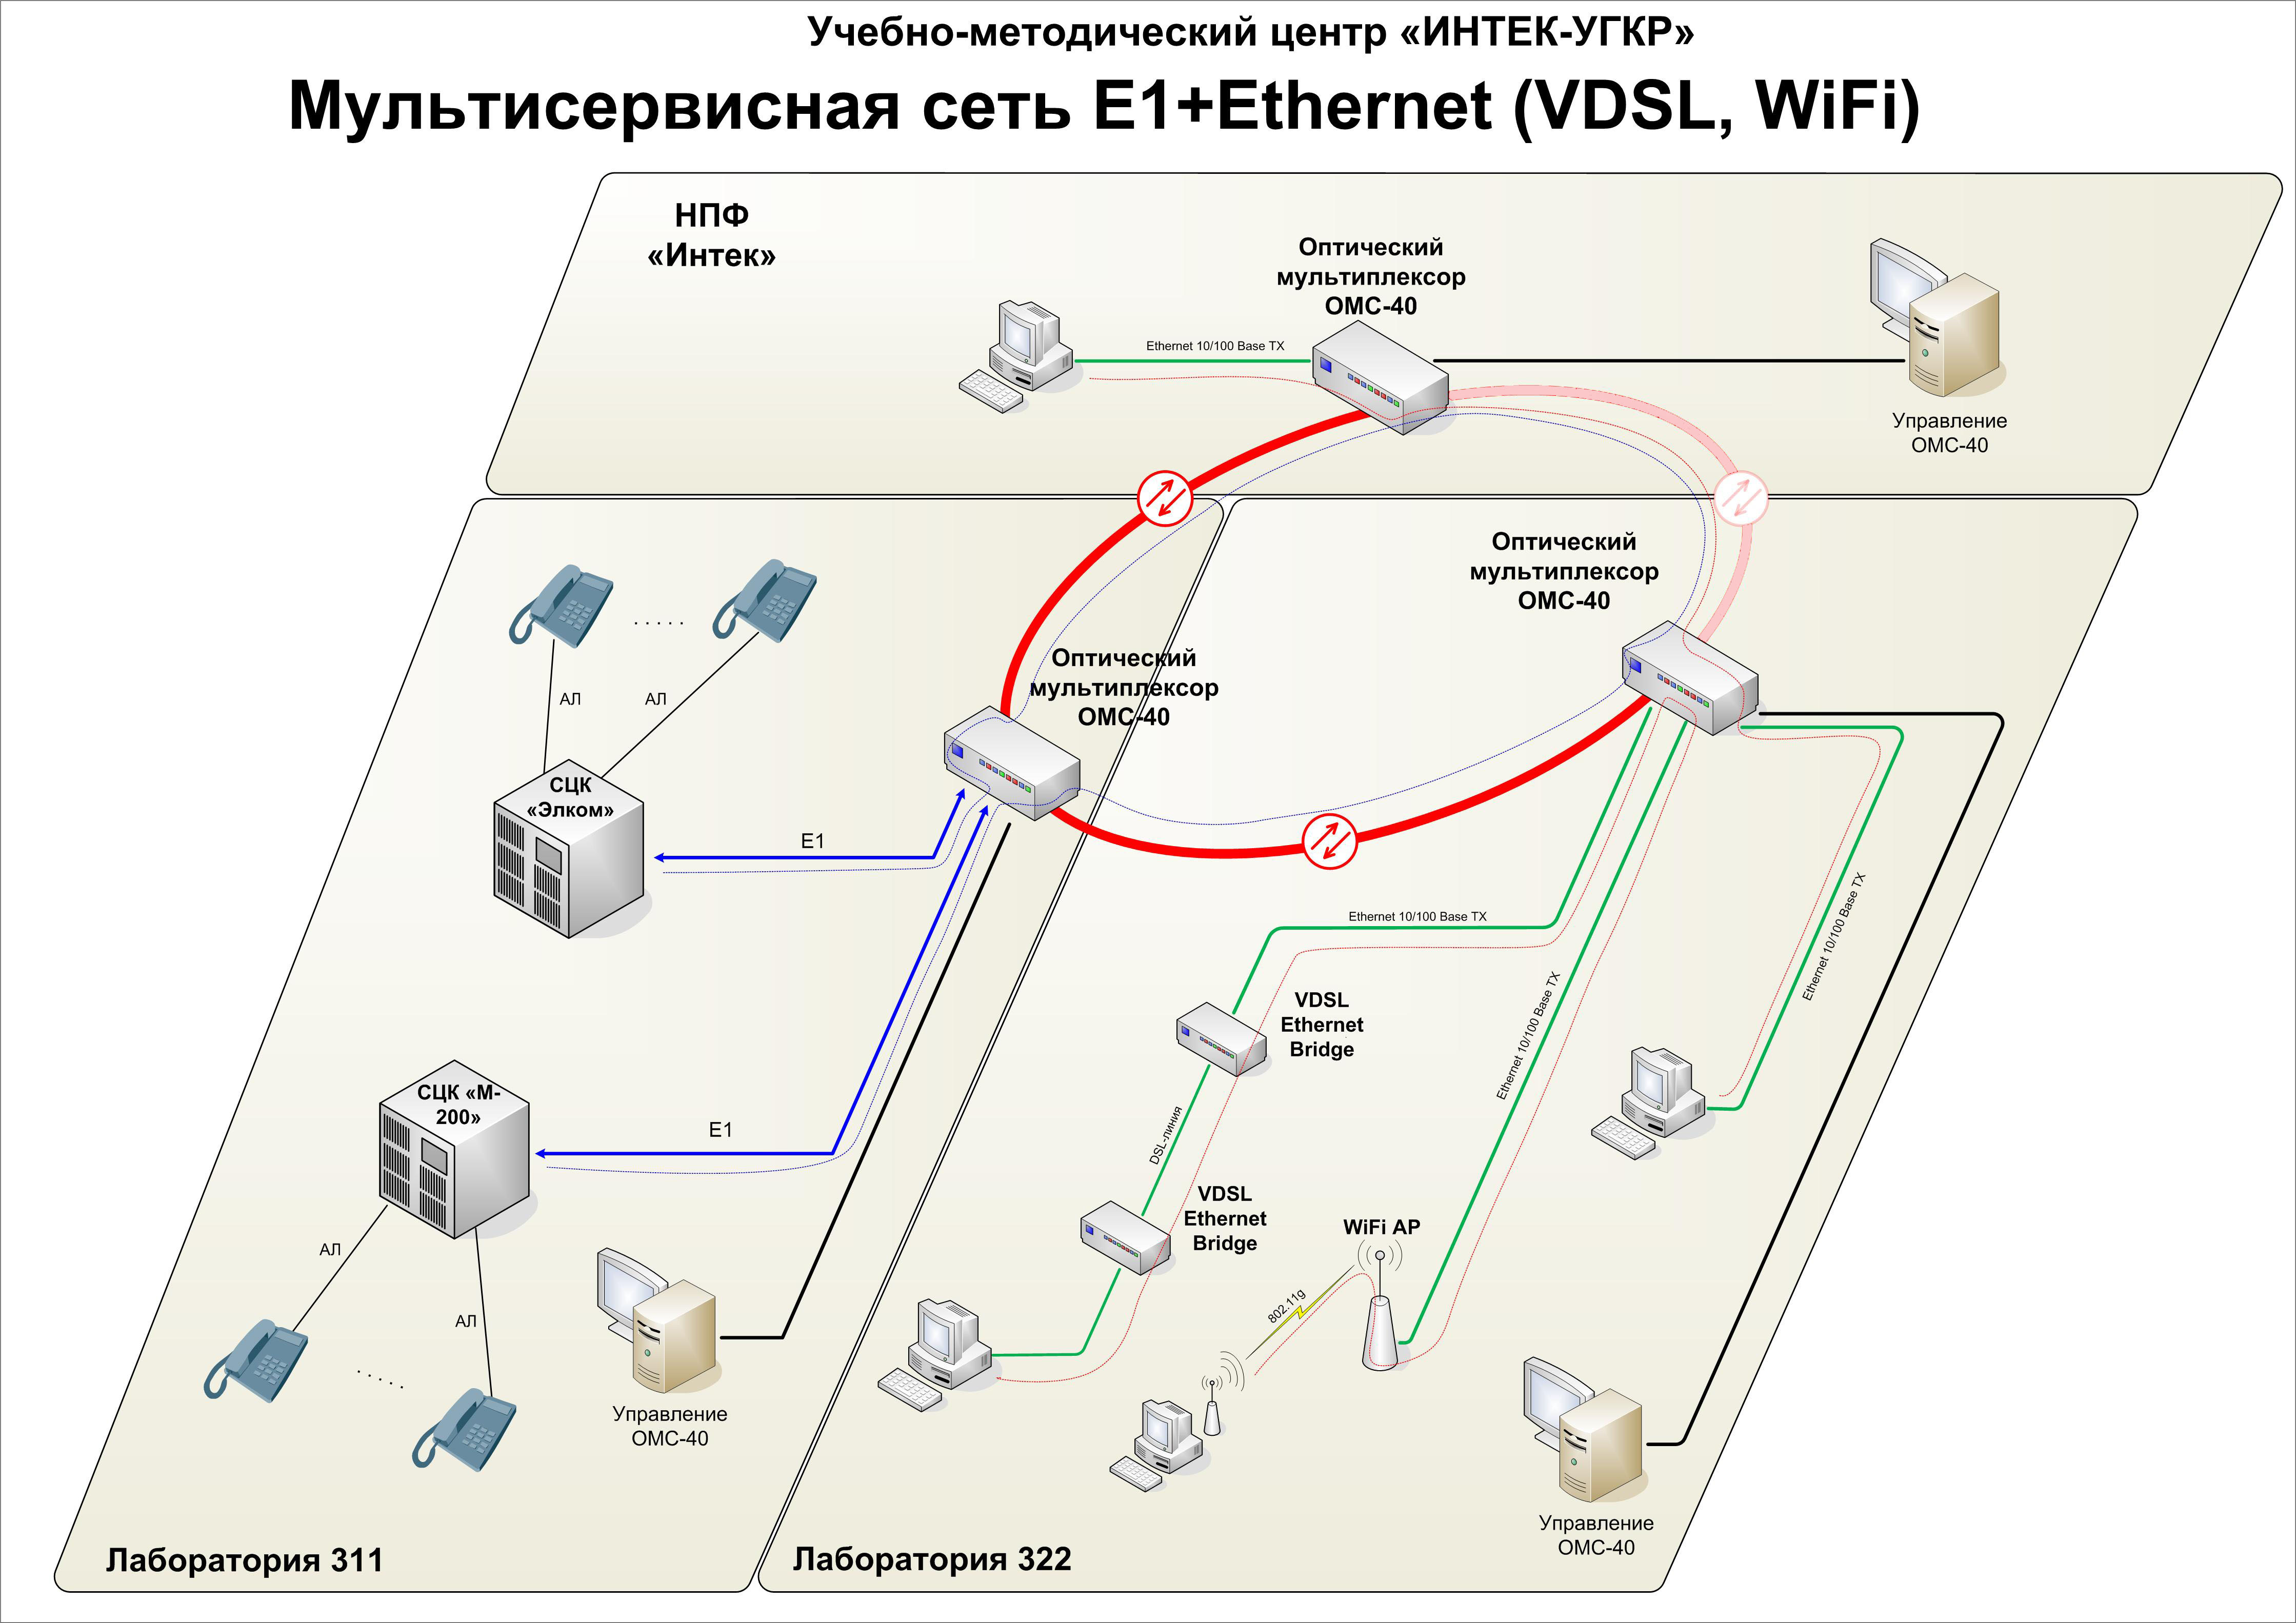 Учебно-методический центр «ИНТЕК-УГКР»
Мультисервисная сеть E1+Ethernet (VDSL, WiFi)
НПФ
«Интек»
Оптический
мультиплексор
ОМС-40
Ethernet 10/100 Base TX
Управление
ОМС-40
Оптический
мультиплексор
ОМС-40
Оптический
мультиплексор
ОМС-40
. . . . .
АЛ
АЛ
СЦК
«Элком»
E1
СЦК «М-
200»
E1
АЛ
АЛ
. . . . .
Управление
ОМС-40
Лаборатория 311
Ethernet 10/100 Base TX
VDSL
Ethernet
Bridge
DSL-линия
VDSL
Ethernet
Bridge
Ethernet 10/100 Base TX
Ethernet 10/100 Base TX
WiFi AP
802.11g
Управление
ОМС-40
Лаборатория 322